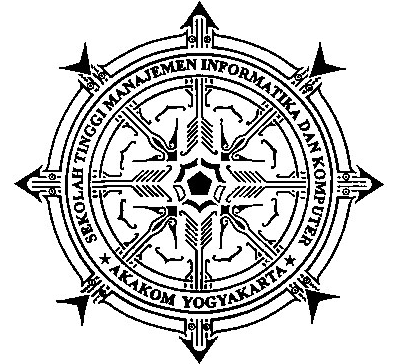 SEKOLAH TINGGI MANAJEMEN INFORMATIKA DAN KOMPUTER
★ AKAKOM YOGYAKARTA ★